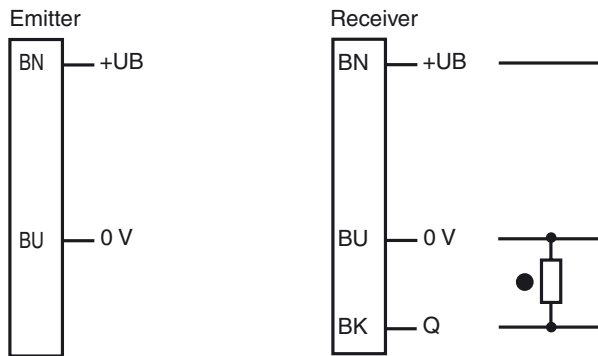 Emitter
BN +UB
BU 0 V
Receiver
BN +UB
BU 0 V
BK Q